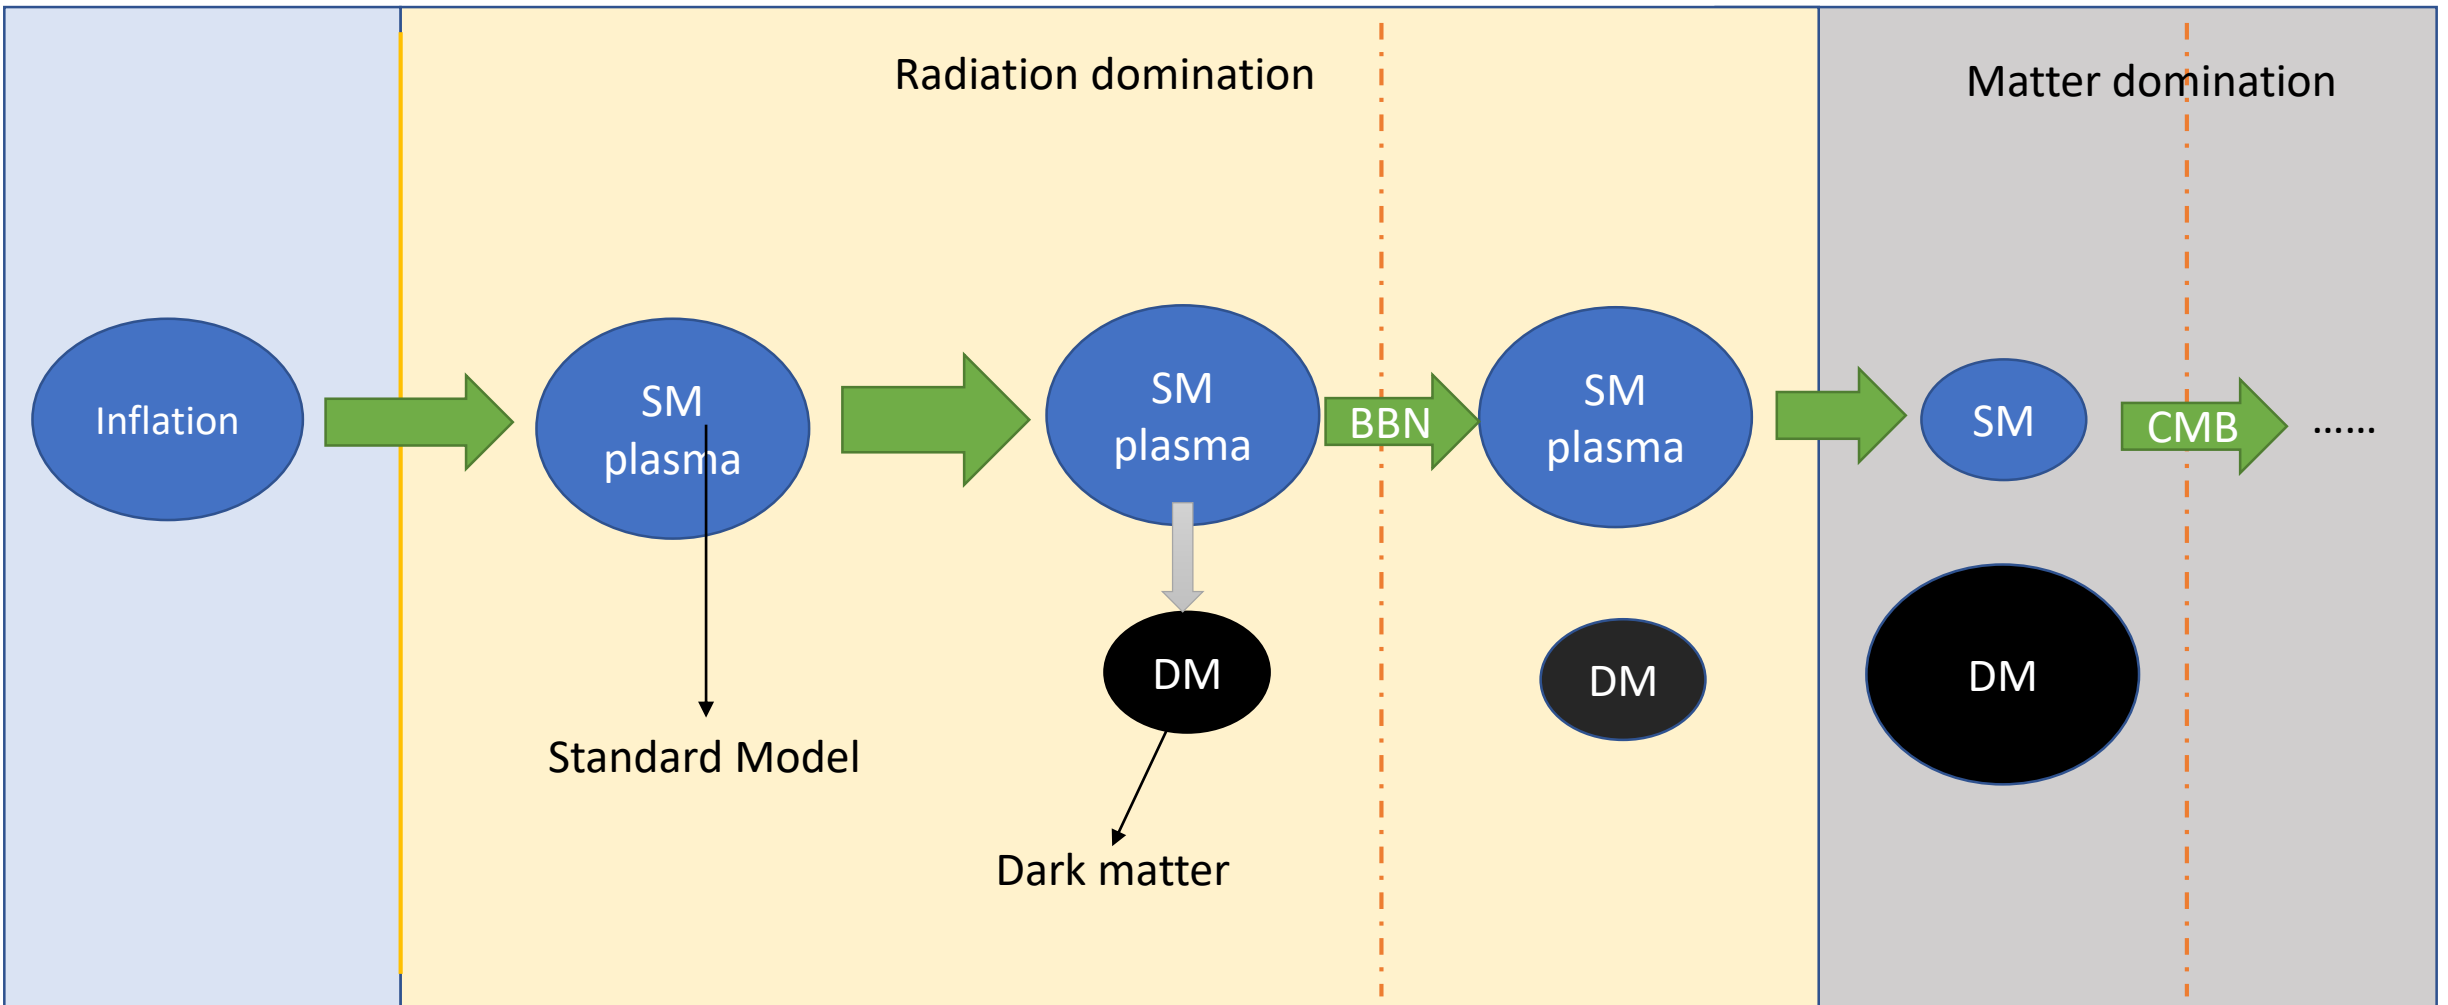 Radiation domination
Matter domination
Inflation
SM
plasma
SM
plasma
BBN
SM
plasma
SM
CMB
......
DM
DM
DM
Standard Model
Dark matter